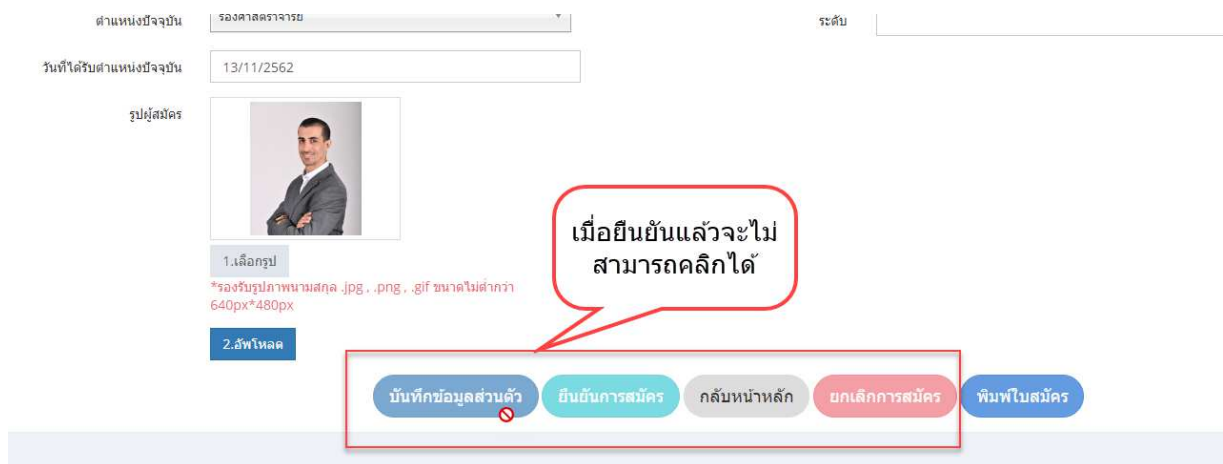 ตำแหน่งปัจจุบัน
รองศาสตราจารย์
ระดับ
วันที่ได้รับตำแหน่งปัจจุบัน
13/11/2562
รูปผู้สมัคร
เมื่อยืนยันแล้วจะไม่
สามารถคลิกได้
1.เลือกรูป
*รองรับรูปภาพนามสกุล .jpg , .png , .gif ขนาดไม่ต่ำกว่า
640px*480px
2.อัพโหลด
บันทึกข้อมูลส่วนตัว
ยืนยันการสมัคร
กลับหน้าหลัก
ยกเลิกการสมัคร
พิมพ์ใบสมัคร